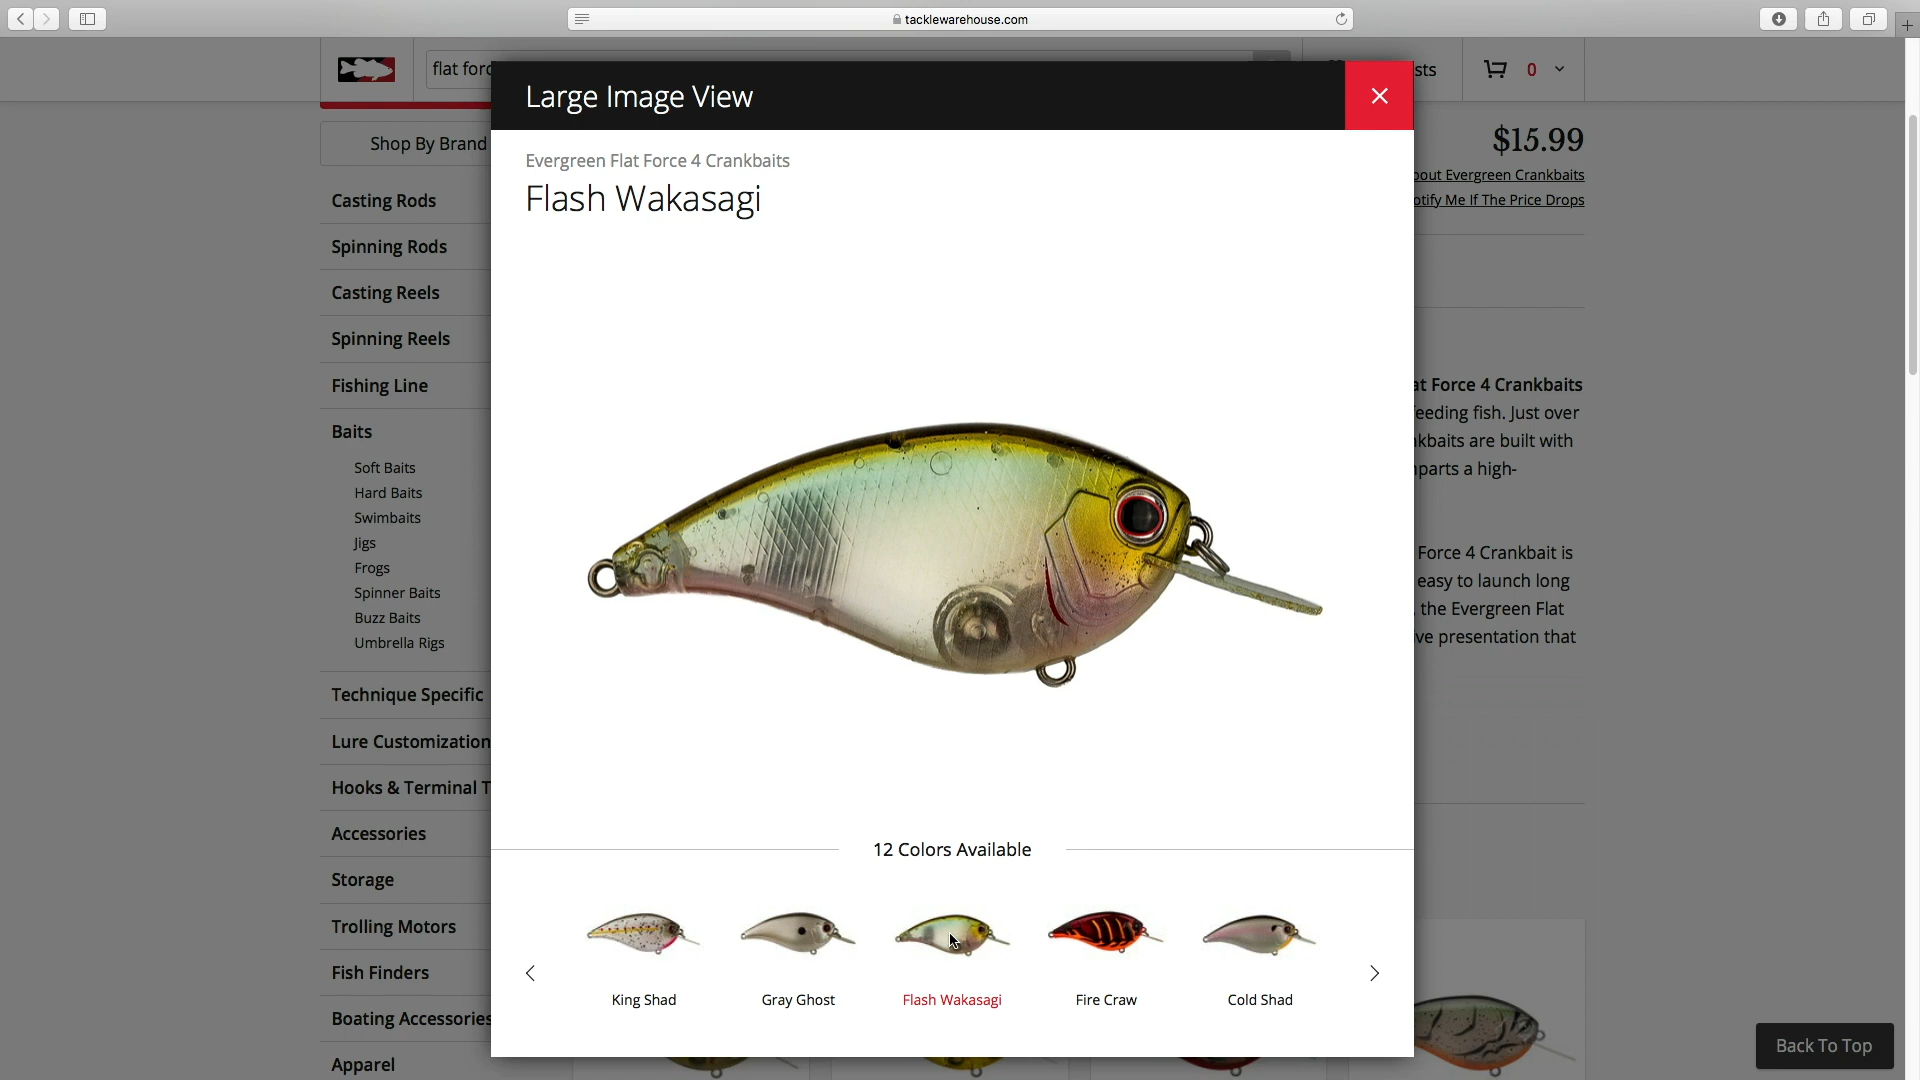 tacklewarehouse.com
flat forc
sts
0
Large Image View
$15.99
Shop By Brand
Evergreen Flat Force 4 Crankbaits
Flash Wakasagi
bout Evergreen Crankbaits
otify Me If The Price Drops
Casting Rods
Spinning Rods
Casting Reels
Spinning Reels
Fishing Line
Baits
Soft Baits
Hard Baits
Swimbaits
Jigs
Frogs
Spinner Baits
Buzz Baits
Umbrella Rigs
Technique Specific
Lure Customization
Hooks & Terminal T
Accessories
Storage
Trolling Motors
Fish Finders
Boating Accessories
Apparel
at Force 4 Crankbaits
eeding fish. Just over
nkbaits are built with
parts a high-
Force 4 Crankbait is
easy to launch long
, the Evergreen Flat
ve presentation that
12 Colors Available
King Shad
Gray Ghost
Flash Wakasagi
Fire Craw
Cold Shad
Back To Top